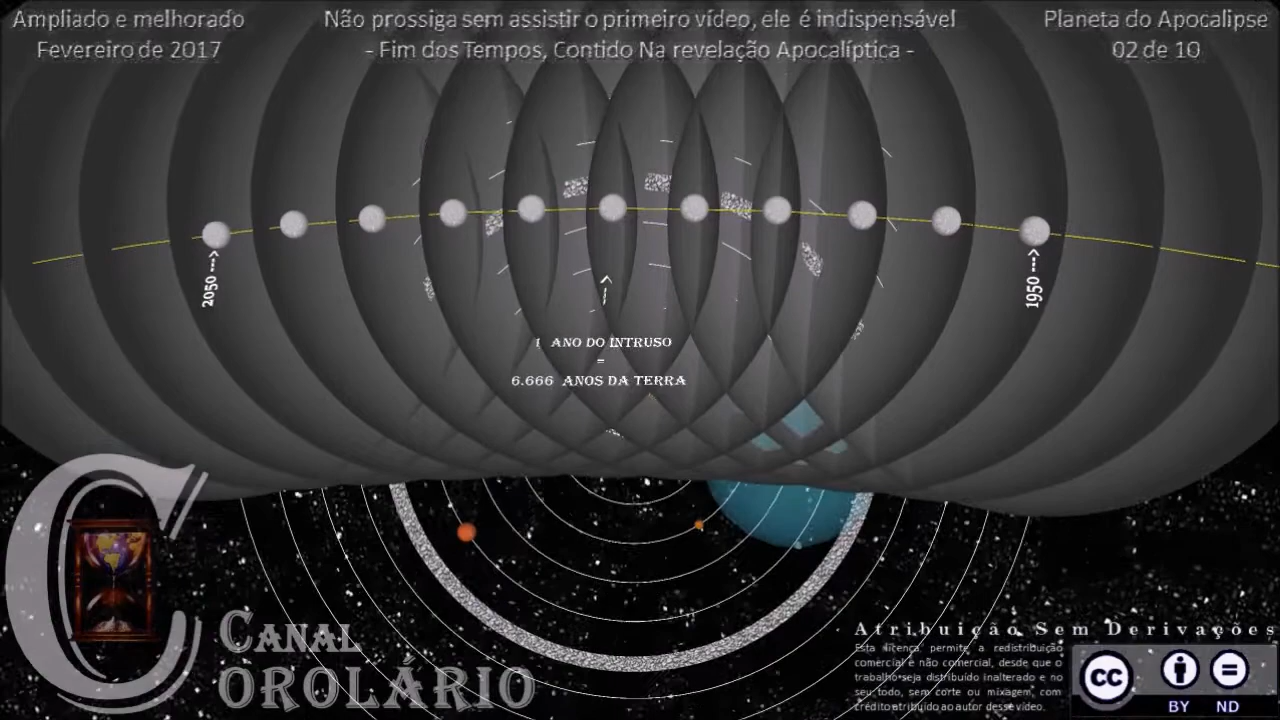 Ampliado e melhorado
Fevereiro de 2017
Não prossiga sem assistir o primeiro vídeo, ele é indispensável
- Fim dos Tempos, Contido Na revelação Apocalíptica -
Planeta do Apocalipse
02 de 10
2050 --->
1950 --->
1 ANO DO INTRUSO
=
6.666 ANOS DA TERRA
CANAL
COROLÁRIO
Atribuição Sem Derivações
Esta licença permite a redistribuição
comercial e não comercial, desde que o
trabalho seja distribuído inalterado e no
seu todo, sem corte ou mixagem, com
crédito atribuído ao autor desse vídeo.
CC
BY ND